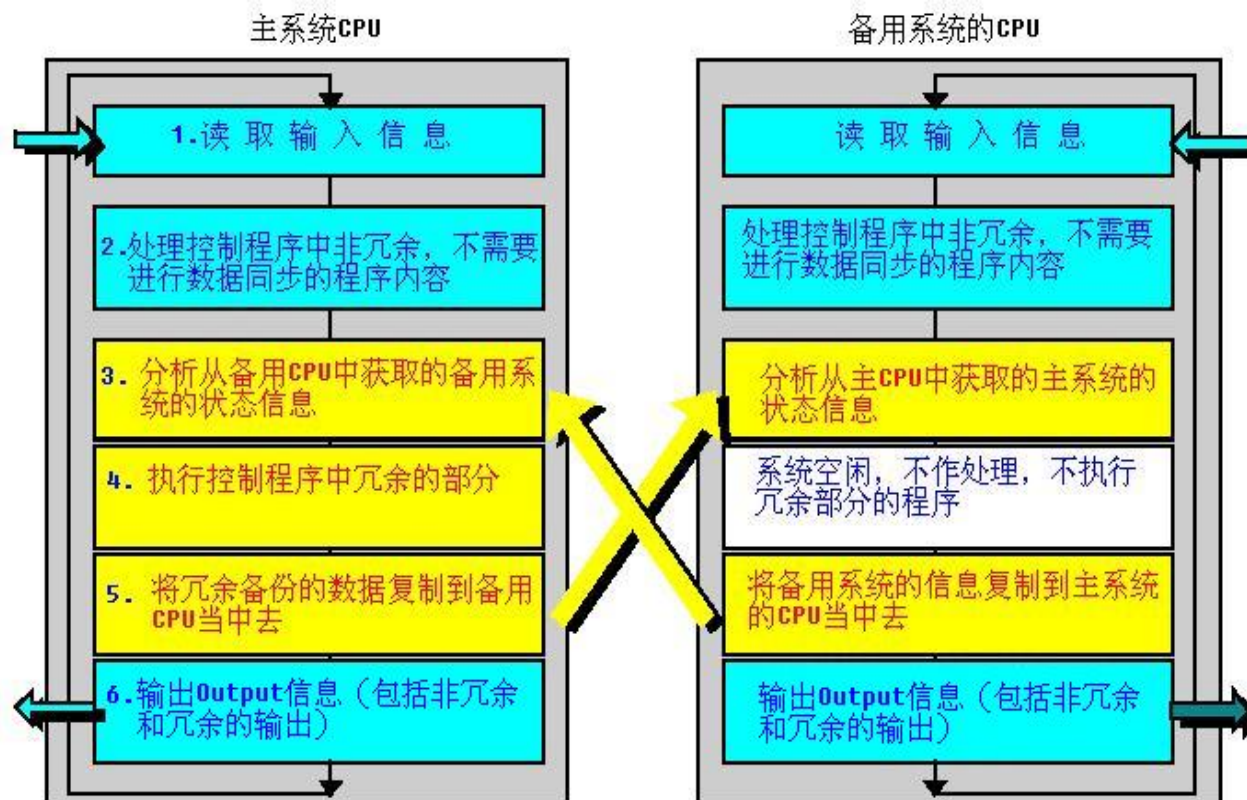 主系统CPU
1.读取输入信息
2.处理控制程序中非冗余，不需要
进行数据同步的程序内容
3. 分析从备用CPU中获取的备用系
统的状态信息
4. 执行控制程序中冗余的部分
5. 将冗余备份的数据复制到备用
CPU当中去
6.输出Output信息（包括非冗余
和冗余的输出）
备用系统的CPU
读取输入信息
处理控制程序中非冗余，不需要
进行数据同步的程序内容
分析从主CPU中获取的主系统的
状态信息
系统空闲，不作处理，不执行
冗余部分的程序
将备用系统的信息复制到主系统
的CPU当中去
输出Output信息（包括非冗余
和冗余的输出）